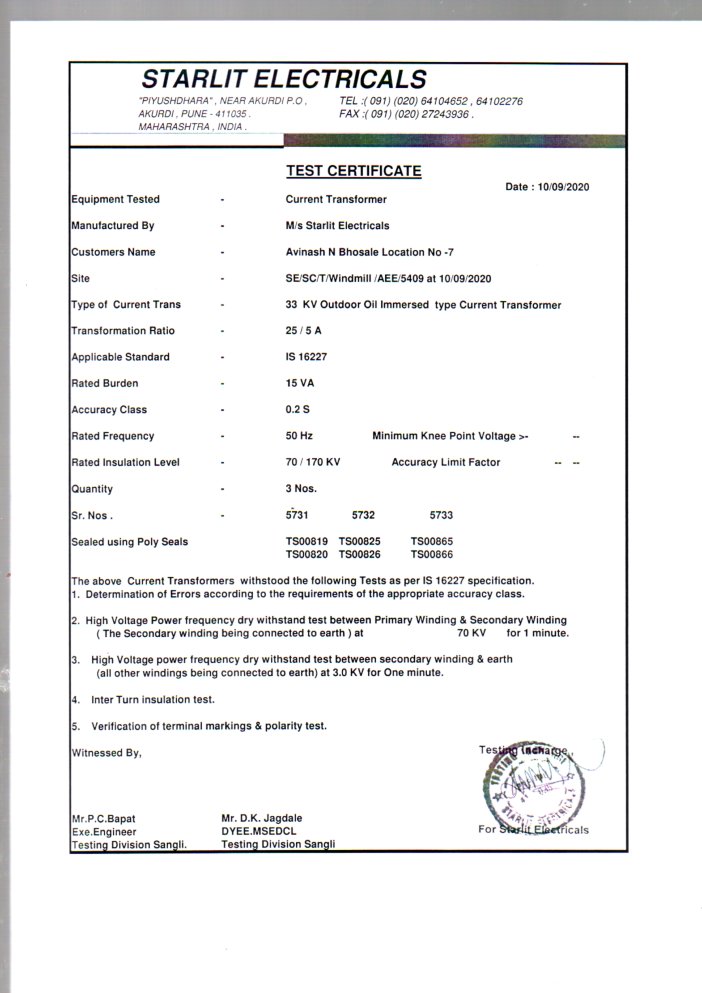 STARLIT ELECTRICALS
"PIYUSHDHARA" , NEAR AKURDI P.O , TEL :( 091) (020) 64104652 , 64102276
AKURDI , PUNE - 411035 . FAX :( 091) (020) 27243936 .
MAHARASHTRA , INDIA .
TEST CERTIFICATE
Date : 10/09/2020
Equipment Tested - Current Transformer
Manufactured By - M/s Starlit Electricals
Customers Name - Avinash N Bhosale Location No -7
Site - SE/SC/T/Windmill /AEE/5409 at 10/09/2020
Type of Current Trans - 33 KV Outdoor Oil Immersed type Current Transformer
Transformation Ratio - 25 / 5 A
Applicable Standard - IS 16227
Rated Burden - 15 VA
Accuracy Class - 0.2 S
Rated Frequency - 50 Hz Minimum Knee Point Voltage >- --
Rated Insulation Level - 70 / 170 KV Accuracy Limit Factor -- --
Quantity - 3 Nos.
Sr. Nos . - 5731 5732 5733
Sealed using Poly Seals TS00819 TS00825 TS00865
TS00820 TS00826 TS00866
The above Current Transformers withstood the following Tests as per IS 16227 specification.
1. Determination of Errors according to the requirements of the appropriate accuracy class.
2. High Voltage Power frequency dry withstand test between Primary Winding & Secondary Winding
( The Secondary winding being connected to earth ) at 70 KV for 1 minute.
3. High Voltage power frequency dry withstand test between secondary winding & earth
(all other windings being connected to earth) at 3.0 KV for One minute.
4. Inter Turn insulation test.
5. Verification of terminal markings & polarity test.
Witnessed By, Testing Incharge,
Mr.P.C.Bapat Mr. D.K. Jagdale
Exe.Engineer DYEE.MSEDCL For Starlit Electricals
Testing Division Sangli. Testing Division Sangli